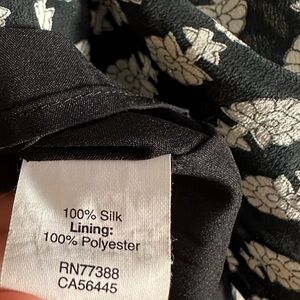 100% Silk
Lining:
100% Polyester
RN77388
CA56445